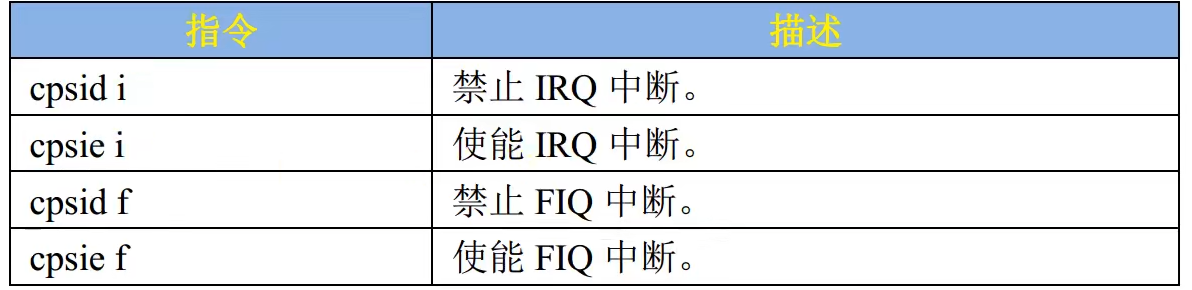 指令 描述
cpsid i 禁止 IRQ 中断。
cpsie i 使能 IRQ 中断。
cpsid f 禁止 FIQ 中断。
cpsie f 使能 FIQ 中断。